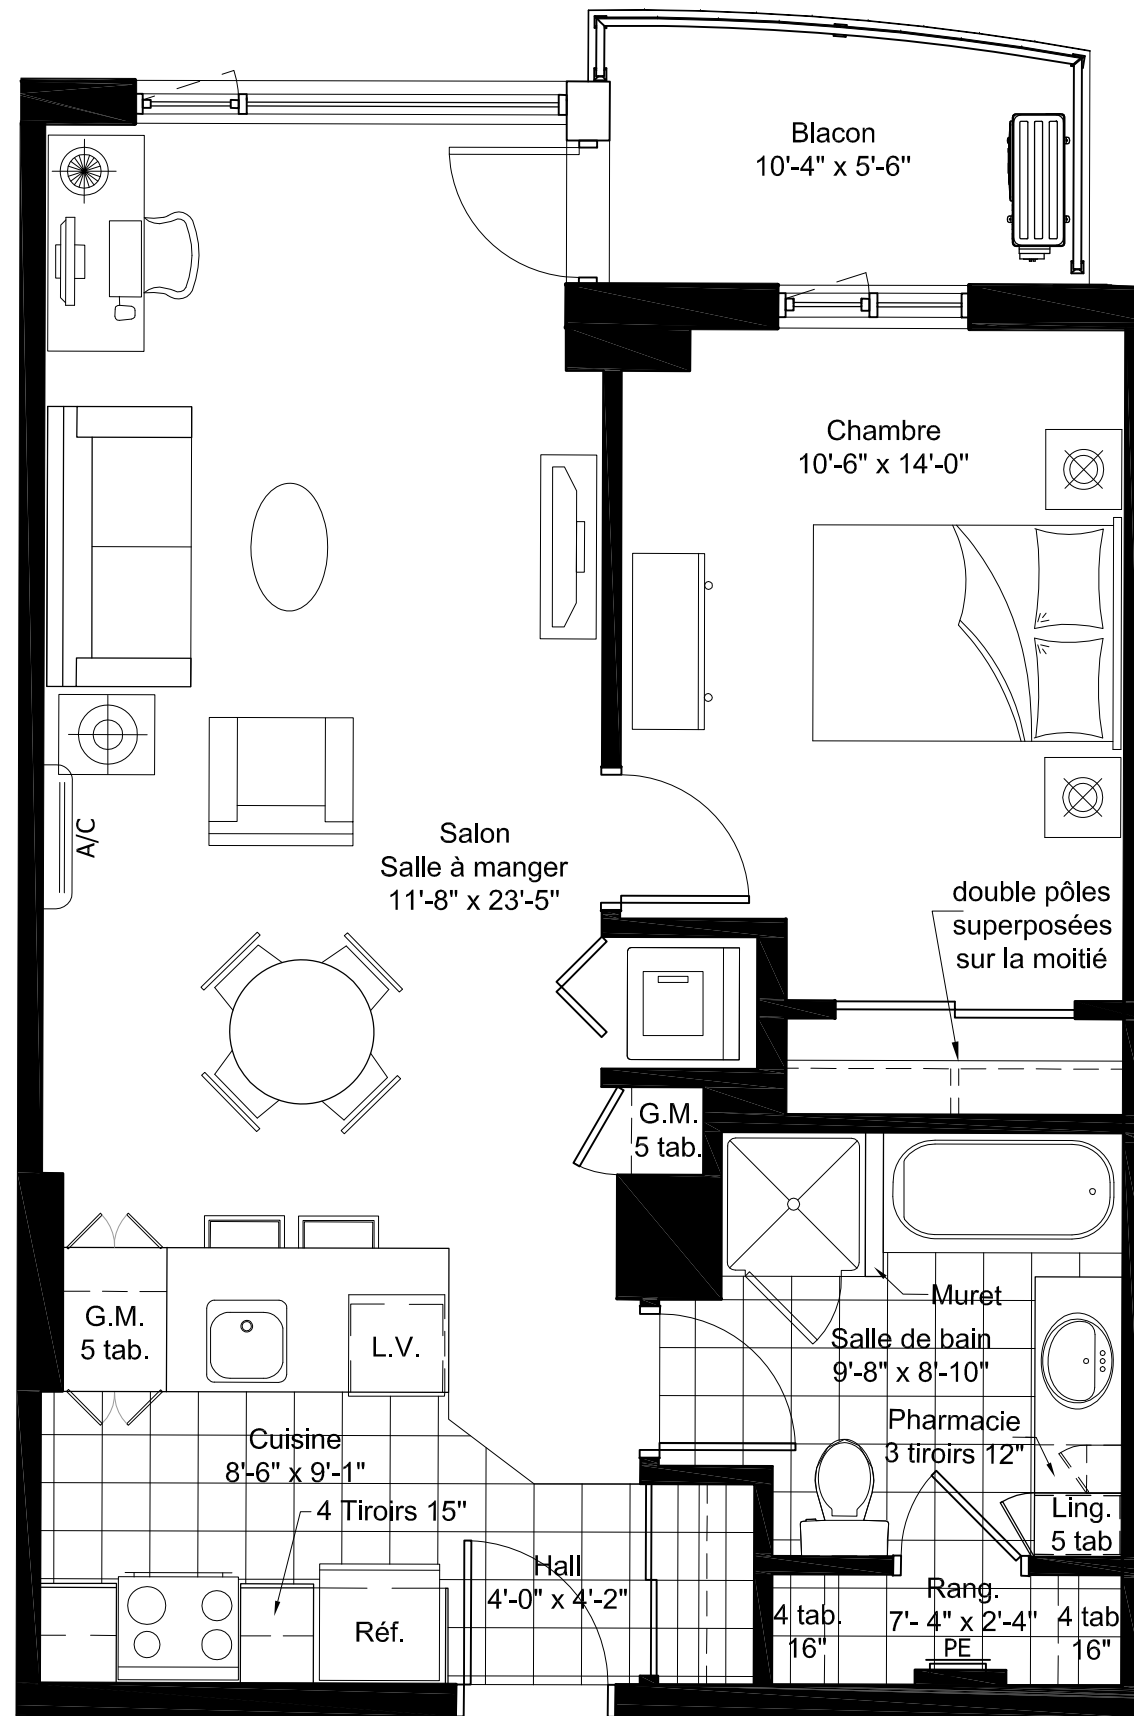 Blacon
10'-4" x 5'-6"
Chambre
10'-6" x 14'-0"
A/C
Salon
Salle à manger
11'-8" x 23'-5"
double pôles
superposées
sur la moitié
G.M.
5 tab.
G.M.
5 tab.
L.V.
Muret
Salle de bain
9'-8" x 8'-10"
Pharmacie
3 tiroirs 12"
Cuisine
8'-6" x 9'-1"
4 Tiroirs 15"
Ling.
5 tab
Hall
4'-0" x 4'-2"
Réf.
Rang.
7'- 4" x 2'-4"
PE
4 tab.
16"
4 tab
16"